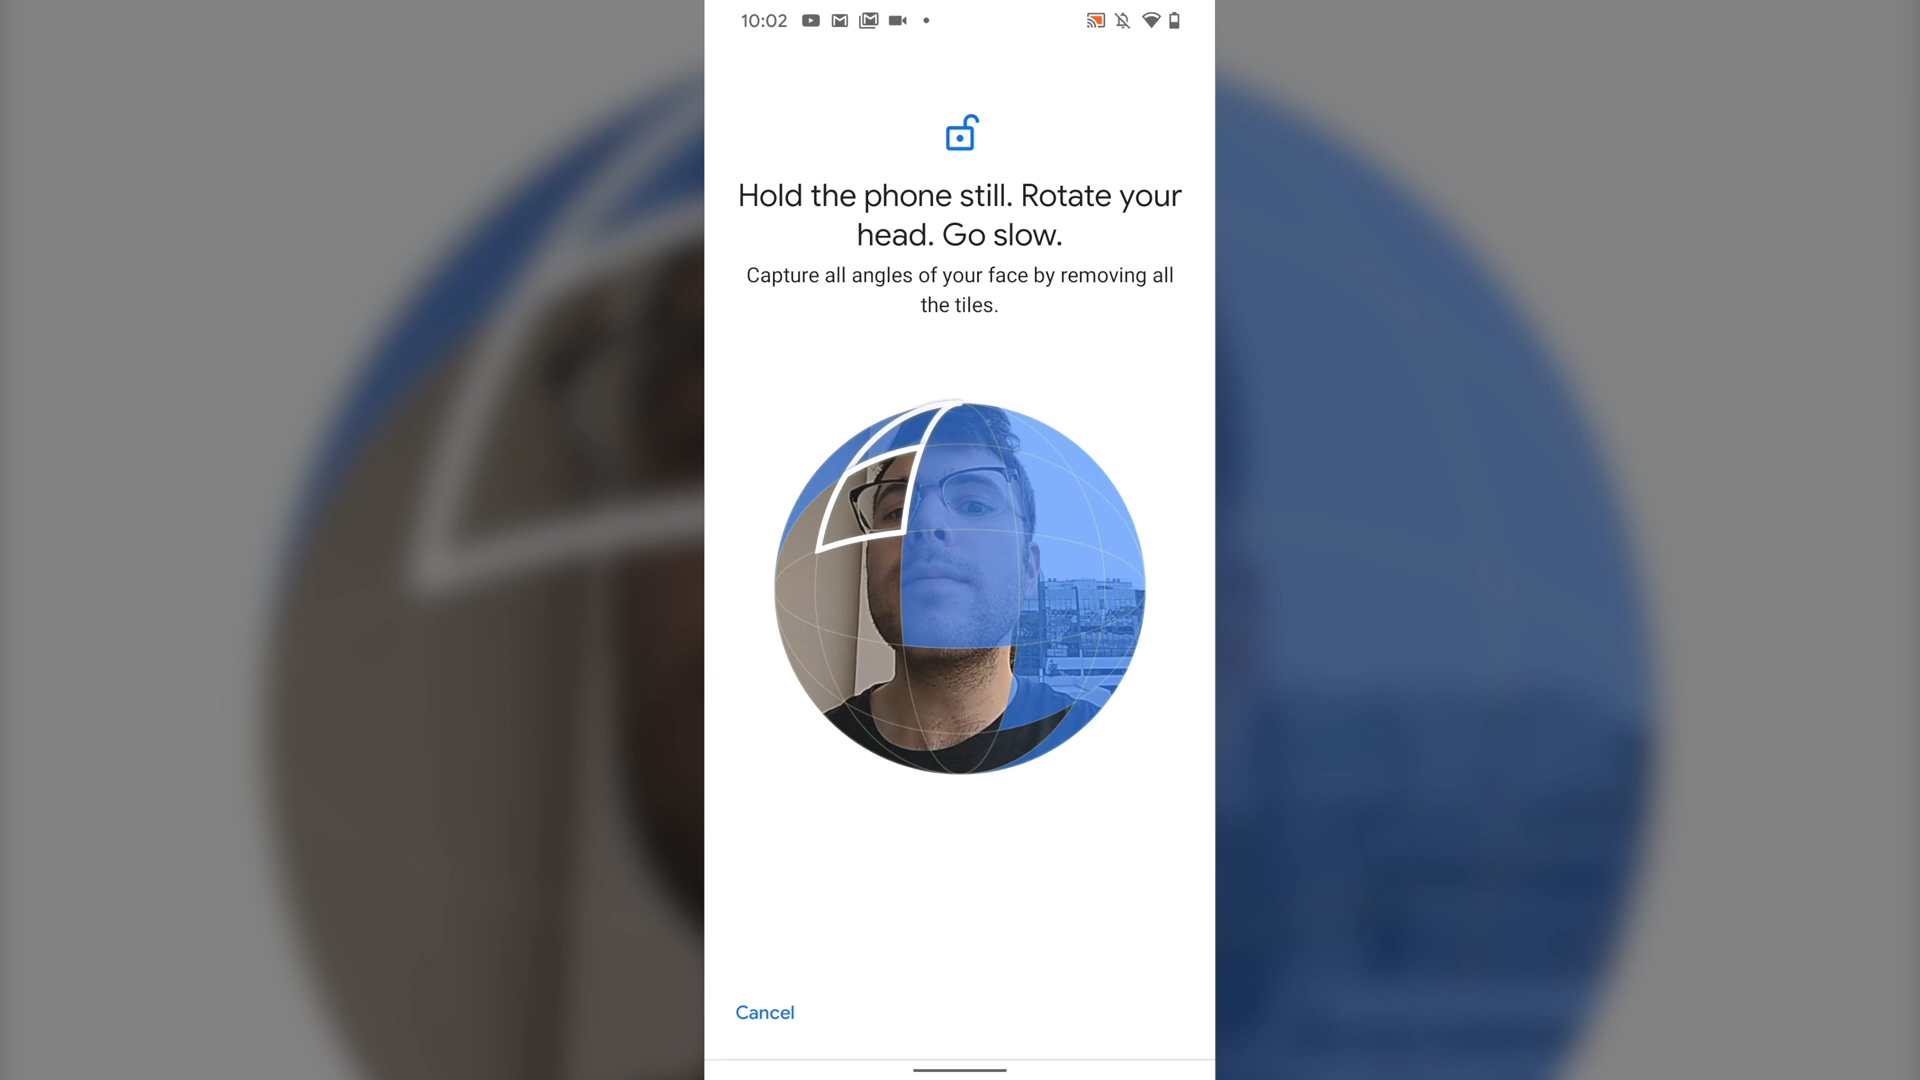 10:02
Hold the phone still. Rotate your
head. Go slow.
Capture all angles of your face by removing all
the tiles.
Cancel